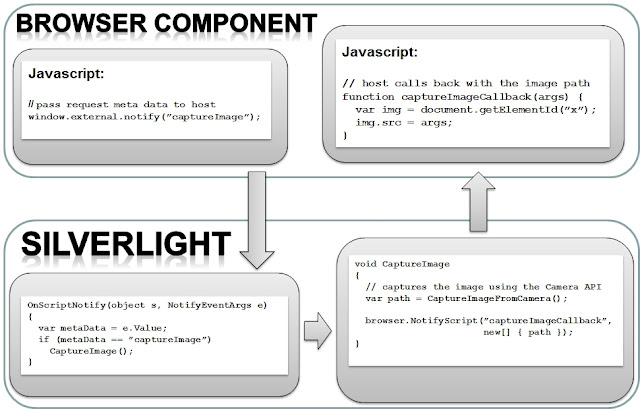 BROWSER COMPONENT
Javascript:
// pass request meta data to host
window.external.notify(”captureImage”);
Javascript:
// host calls back with the image path
function captureImageCallback(args) {
  var img = document.getElementId(”x”);
  img.src = args;
}
SILVERLIGHT
OnScriptNotify(object s, NotifyEventArgs e)
{
  var metaData = e.Value;
  if (metaData == ”captureImage”)
    CaptureImage();
}
void CaptureImage
{
  // captures the image using the Camera API
  var path = CaptureImageFromCamera();
  browser.NotifyScript(”captureImageCallback”,
                    new[] { path });
}